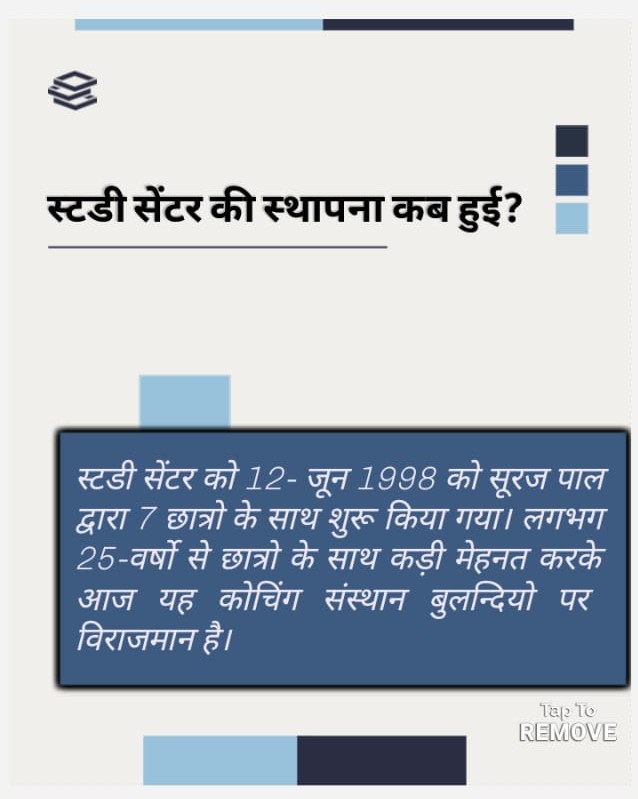 स्टडी सेंटर की स्थापना कब हुई?
स्टडी सेंटर को 12- जून 1998 को सूरज पाल
द्वारा 7 छात्रो के साथ शुरू किया गया। लगभग
25-वर्षो से छात्रो के साथ कड़ी मेहनत करके
आज यह कोचिंग संस्थान बुलन्दियो पर
विराजमान है।
Tap To
REMOVE